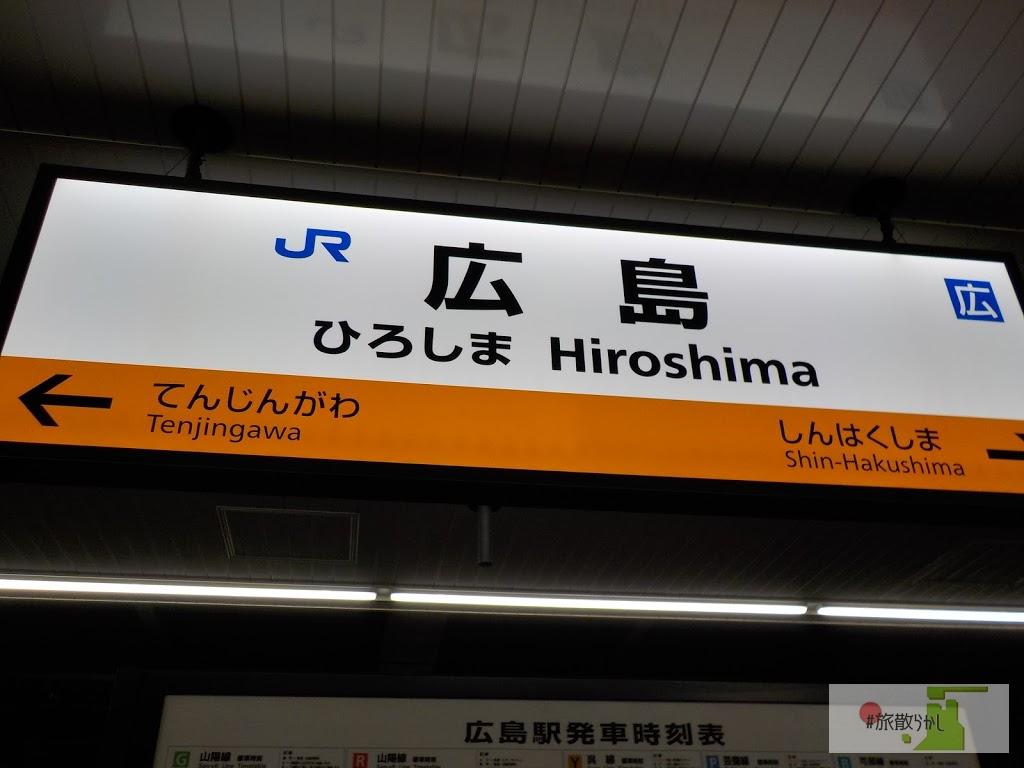 JR 広島 広
ひろしま Hiroshima
てんじんがわ しんはくしま
Tenjingawa Shin-Hakushima
広島駅発車時刻表
G 山陽線 R 山陽線 Y 呉線 P 芸備線 B 可部線
#旅散らかし